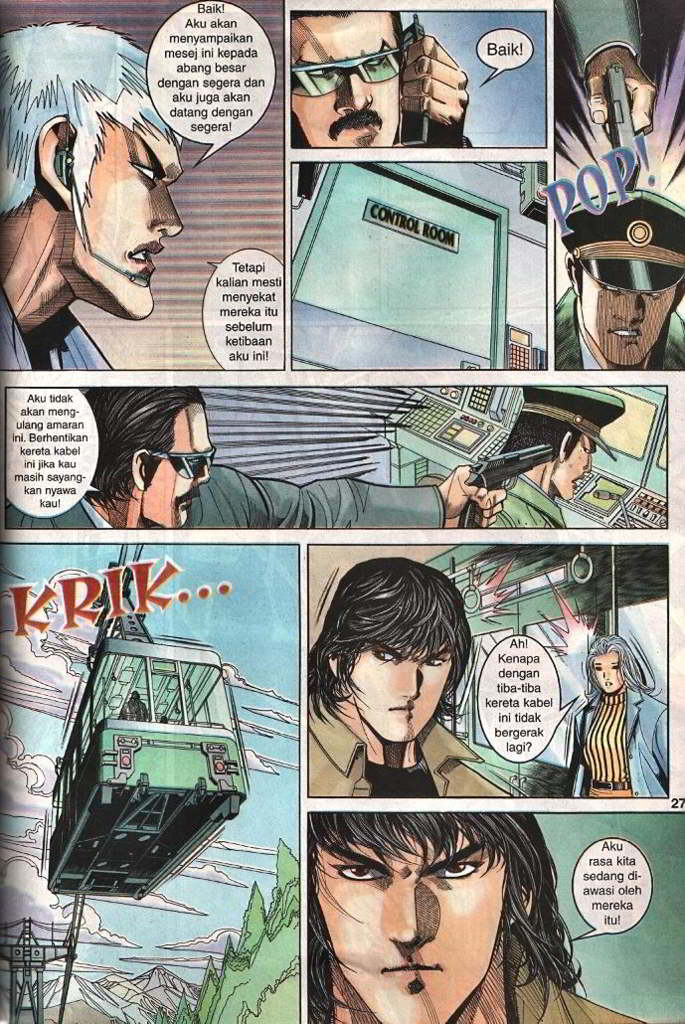 Baik!
Aku akan
menyampaikan
mesej ini kepada
abang besar
dengan segera dan
aku juga akan
datang dengan
segera!
Tetapi
kalian mesti
menyekat
mereka itu
sebelum
ketibaan
aku ini!
Baik!
CONTROL ROOM
POP!
Aku tidak
akan meng-
ulang amaran
ini. Berhentikan
kereta kabel
ini jika kau
masih sayang-
kan nyawa
kau!
KRIK...
Ah!
Kenapa
dengan
tiba-tiba
kereta kabel
ini tidak
bergerak
lagi?
27
Aku
rasa kita
sedang di-
awasi oleh
mereka
itu!